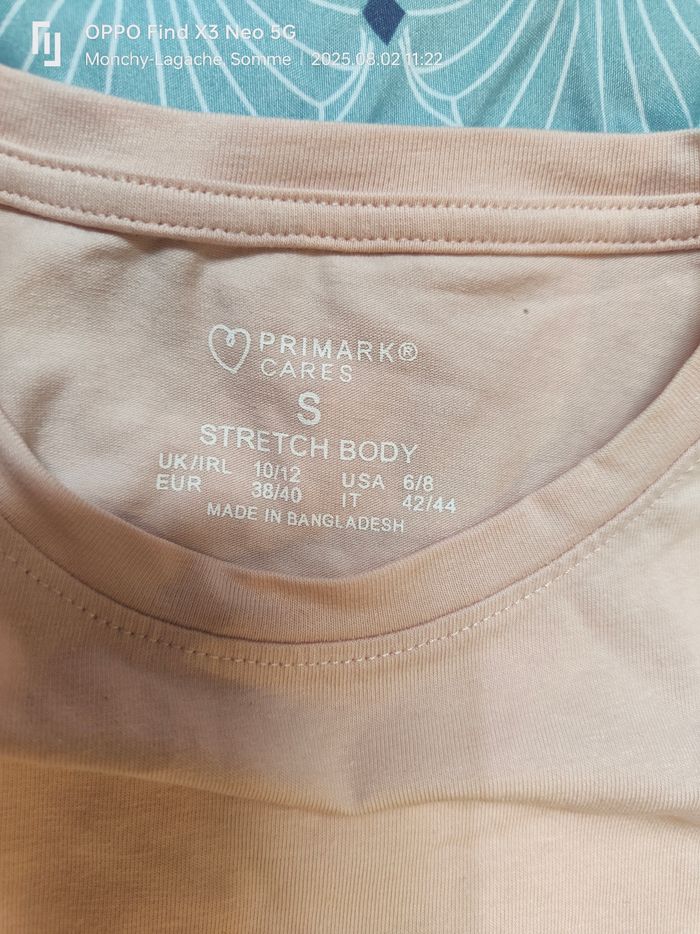 OPPO Find X3 Neo 5G
Monchy-Lagache, Somme | 2025.08.02 11:22
PRIMARK®
CARES
S
STRETCH BODY
UK/IRL 10/12 USA 6/8
EUR 38/40 IT 42/44
MADE IN BANGLADESH